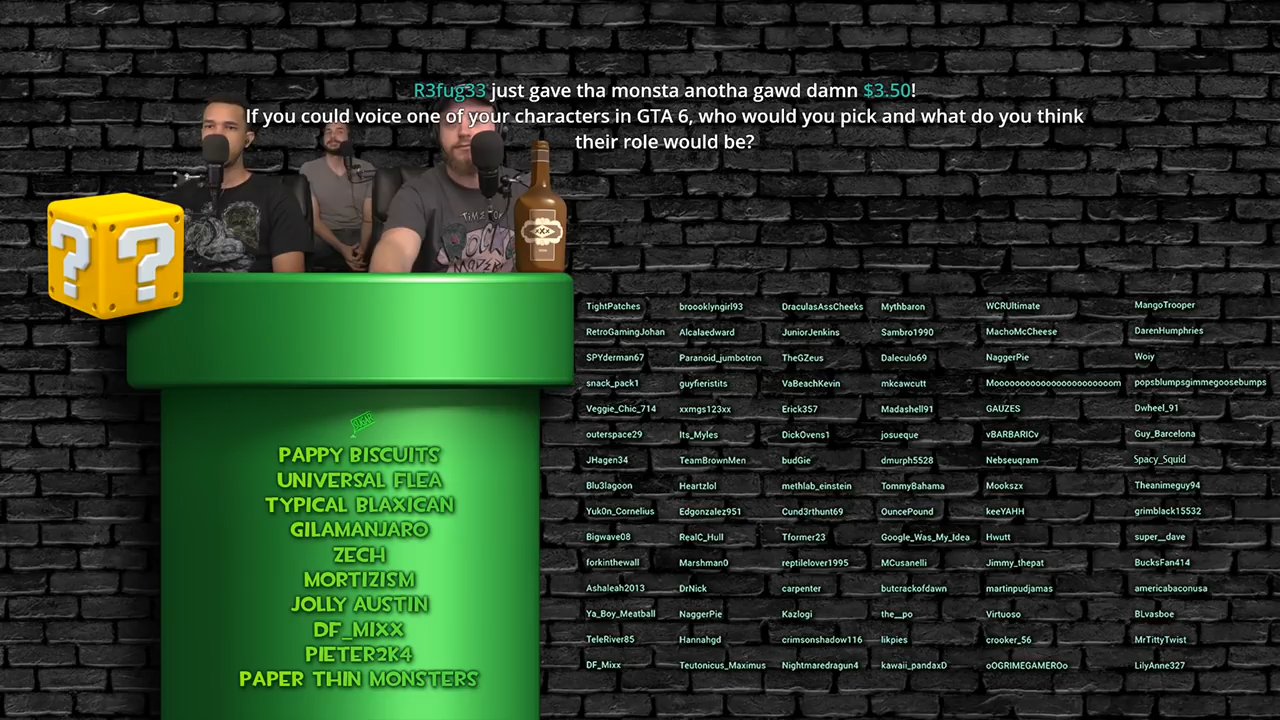 R3fug33 just gave tha monsta anotha gawd damn $3.50!
If you could voice one of your characters in GTA 6, who would you pick and what do you think
their role would be?
? ?
XXX
TightPatches broooklyngirl93 DraculasAssCheeks Mythbaron WCRUltimate MangoTrooper
RetroGamingJohan Alcalaedward JuniorJenkins Sambro1990 MachoMcCheese DarenHumphries
SPYderman67 Paranoid_jumbotron TheGZeus Daleculo69 NaggerPie Woiy
snack_pack1 guyfieristits VaBeachKevin mkcawcutt Mooooooooooooooooooooooom popsblumpsgimmegoosebumps
Veggie_Chic_714 xxmgs123xx Erick357 Madashell91 GAUZES Dwheel_91
outerspace29 Its_Myles DickOvens1 josueque vBARBARICv Guy_Barcelona
JHagen34 TeamBrownMen budGie dmurph5528 Nebseuqram Spacy_Squid
Blu3lagoon Heartzlol methlab_einstein TommyBahama Mookszx Theanimeguy94
Yuk0n_Cornelius Edgonzalez951 Cund3rthunt69 OuncePound keeYAHH grimblack15532
Bigwave08 RealC_Hull Tformer23 Google_Was_My_Idea Hwutt super__dave
forkinthewall Marshman0 reptilelover1995 MCusanelli Jimmy_thepat BucksFan414
Ashaleah2013 DrNick carpenter butcrackofdawn martinpudjamas americabaconusa
Ya_Boy_Meatball NaggerPie Kazlogi the__po Virtuoso BLvasboe
TeleRiver85 Hannahgd crimsonshadow116 likpies crooker_56 MrTittyTwist
DF_Mixx Teutonicus_Maximus Nightmaredragun4 kawaii_pandaxD oOGRIMEGAMEROo LilyAnne327
SUGAR
PAPPY BISCUITS
UNIVERSAL FLEA
TYPICAL BLAXICAN
GILAMANJARO
ZECH
MORTIZISM
JOLLY AUSTIN
DF_MIXX
PIETER2K4
PAPER THIN MONSTERS